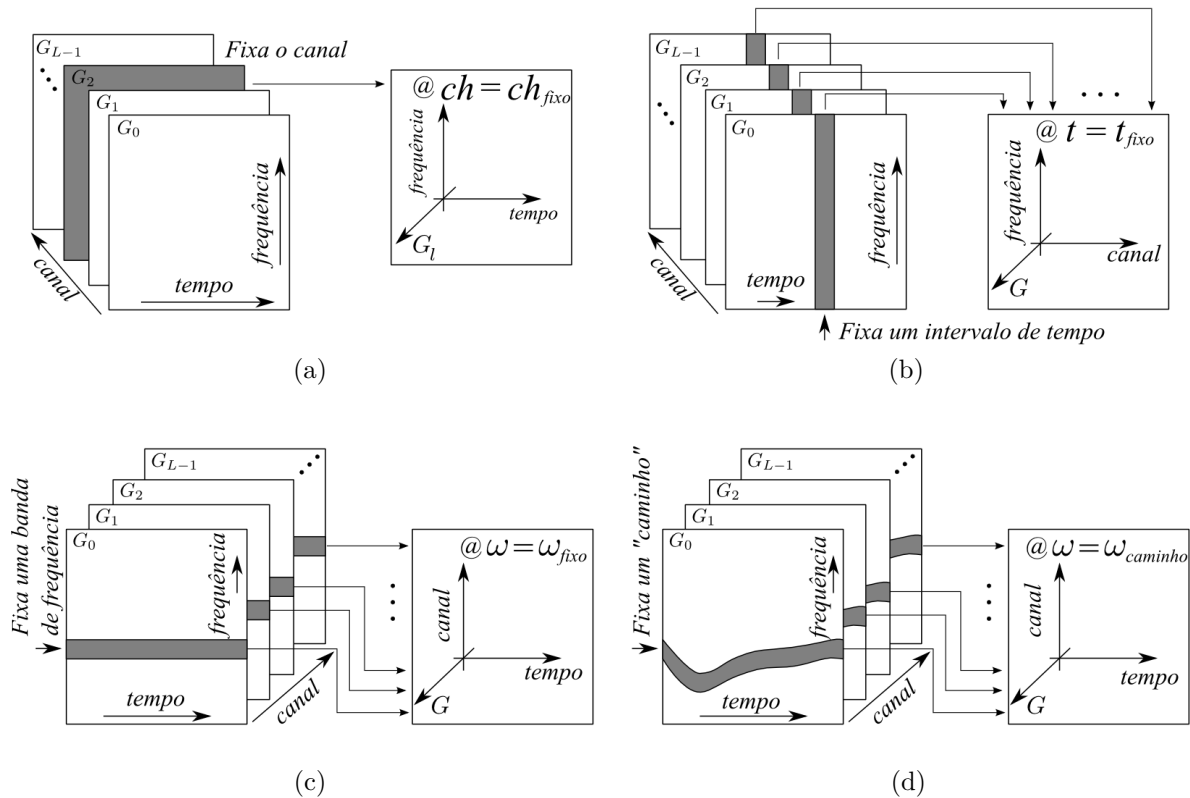 G_{L−1}
Fixa o canal
G_2
G_1
G_0
@ ch = ch_{fixo}
frequência
tempo
G_l
frequência
tempo
canal
(a)
G_{L−1}
G_2
G_1
G_0
@ t = t_{fixo}
frequência
canal
G
frequência
tempo
canal
Fixa um intervalo de tempo
(b)
Fixa uma banda
de frequência
G_{L−1}
G_2
G_1
G_0
frequência
tempo
canal
@ ω = ω_{fixo}
canal
tempo
G
(c)
Fixa um "caminho"
G_{L−1}
G_2
G_1
G_0
frequência
tempo
canal
@ ω = ω_{caminho}
canal
tempo
G
(d)